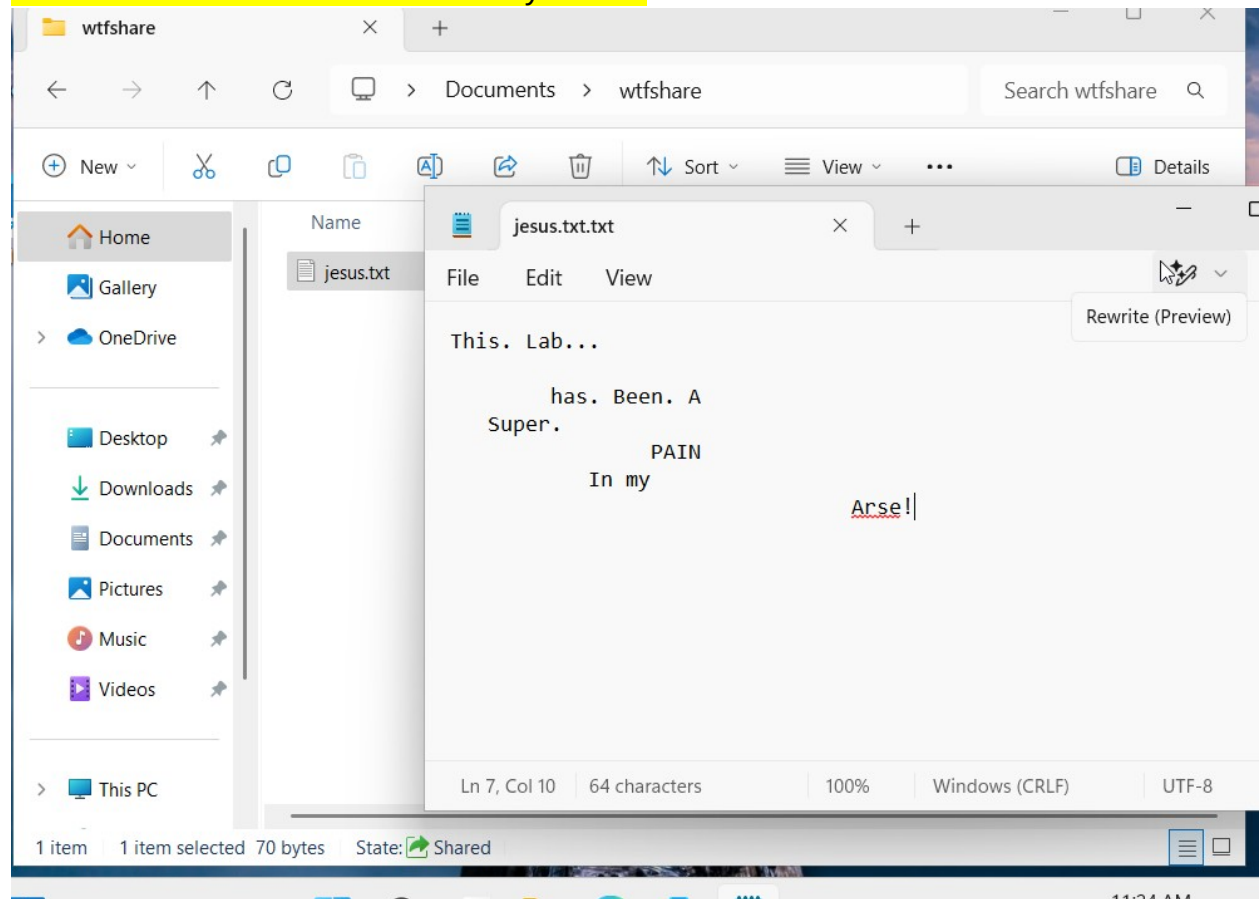 wtfshare
Documents > wtfshare
Search wtfshare
New
Sort
View
Details
Home
Gallery
OneDrive
Desktop
Downloads
Documents
Pictures
Music
Videos
This PC
Name
jesus.txt
jesus.txt.txt
File Edit View
Rewrite (Preview)
This. Lab...
has. Been. A
Super.
PAIN
In my
Arse!
Ln 7, Col 10 64 characters 100% Windows (CRLF) UTF-8
1 item 1 item selected 70 bytes State: Shared